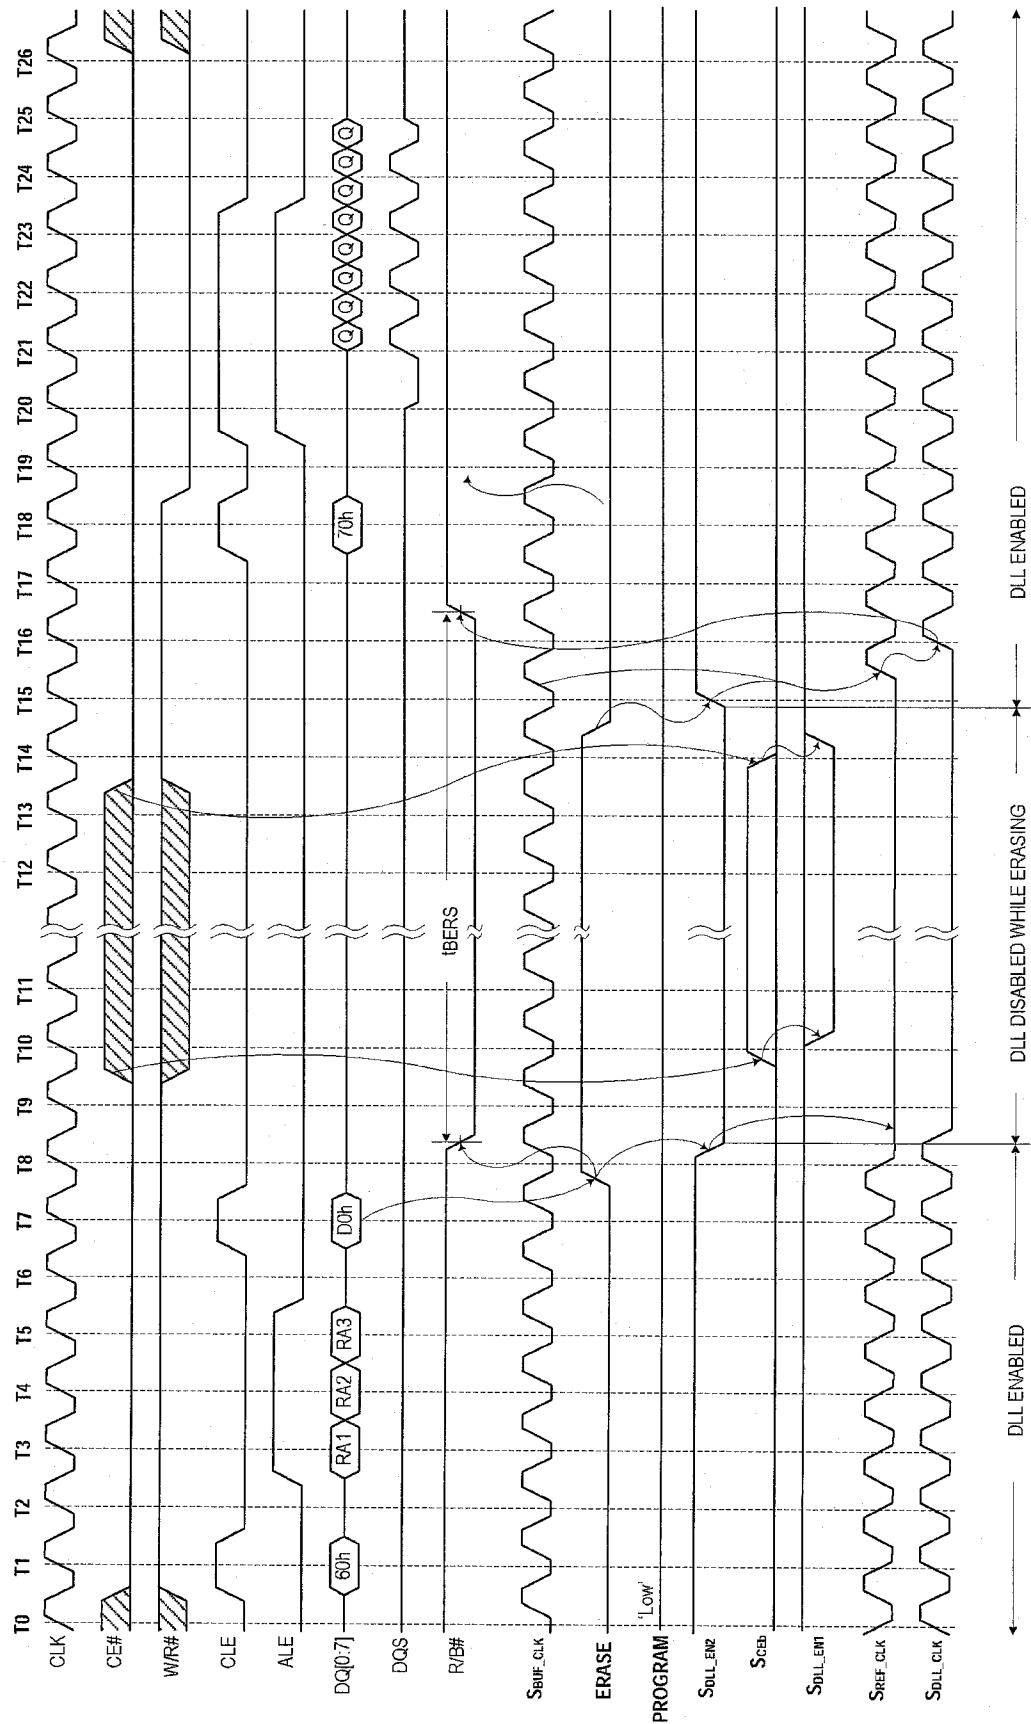 T0 T1 T2 T3 T4 T5 T6 T7 T8 T9 T10 T11 T12 T13 T14 T15 T16 T17 T18 T19 T20 T21 T22 T23 T24 T25 T26
CLK
CE#
W/R#
CLE
ALE
DQ[0:7] 60h RA1 RA2 RA3 D0h 70h Q Q Q Q Q Q Q Q
DQS
R/B# tBERS
SBUF_CLK
ERASE
PROGRAM 'Low'
SDLL_EN2
SCEb
SDLL_EN1
SREF_CLK
SDLL_CLK
DLL ENABLED DLL DISABLED WHILE ERASING DLL ENABLED